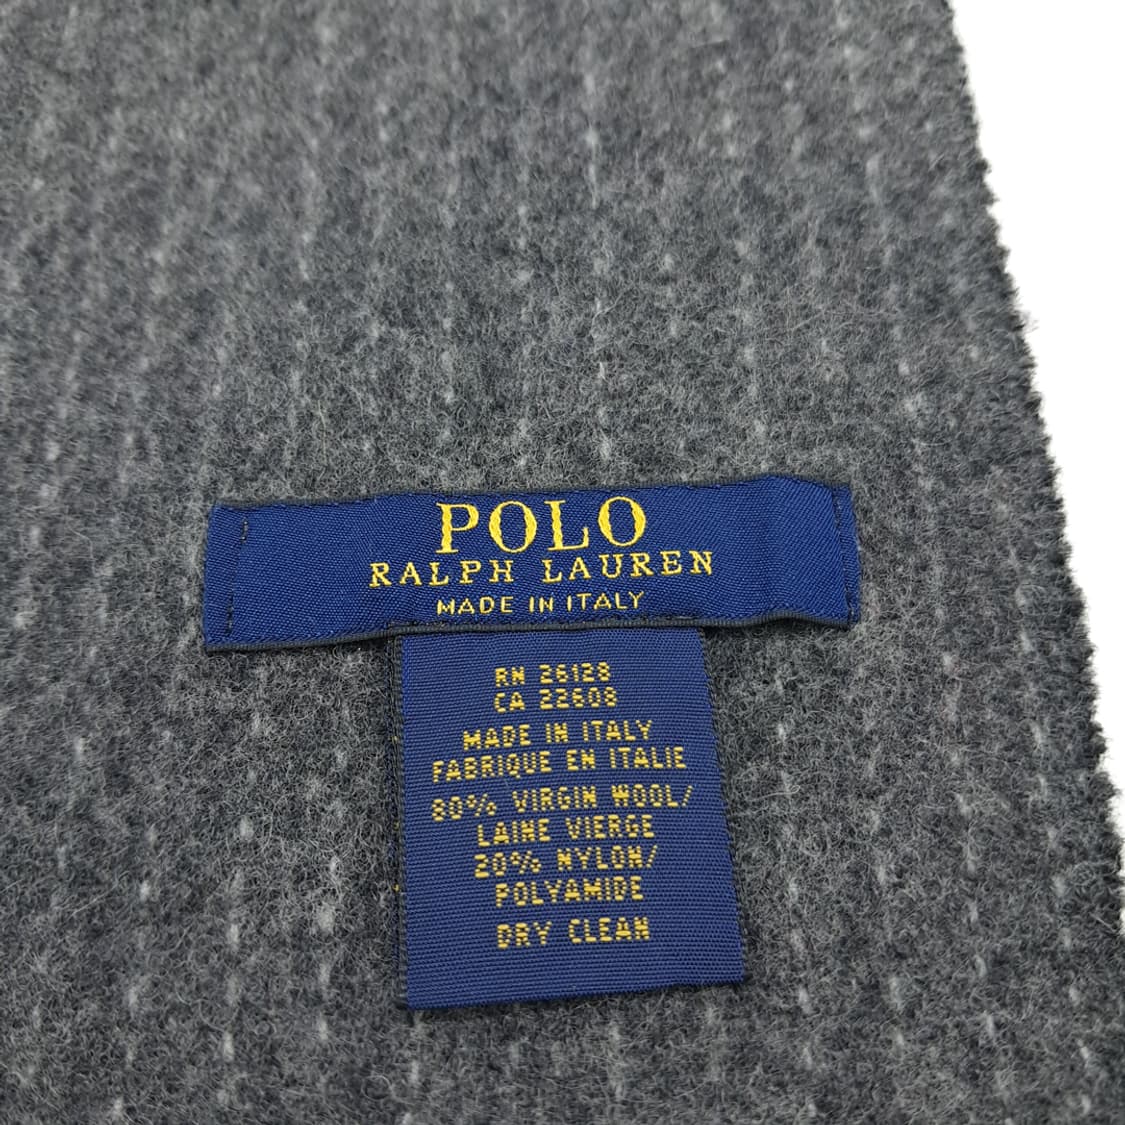 POLO
RALPH LAUREN
MADE IN ITALY
RN 26128
CA 22608
MADE IN ITALY
FABRIQUE EN ITALIE
80% VIRGIN WOOL/
LAINE VIERGE
20% NYLON/
POLYAMIDE
DRY CLEAN